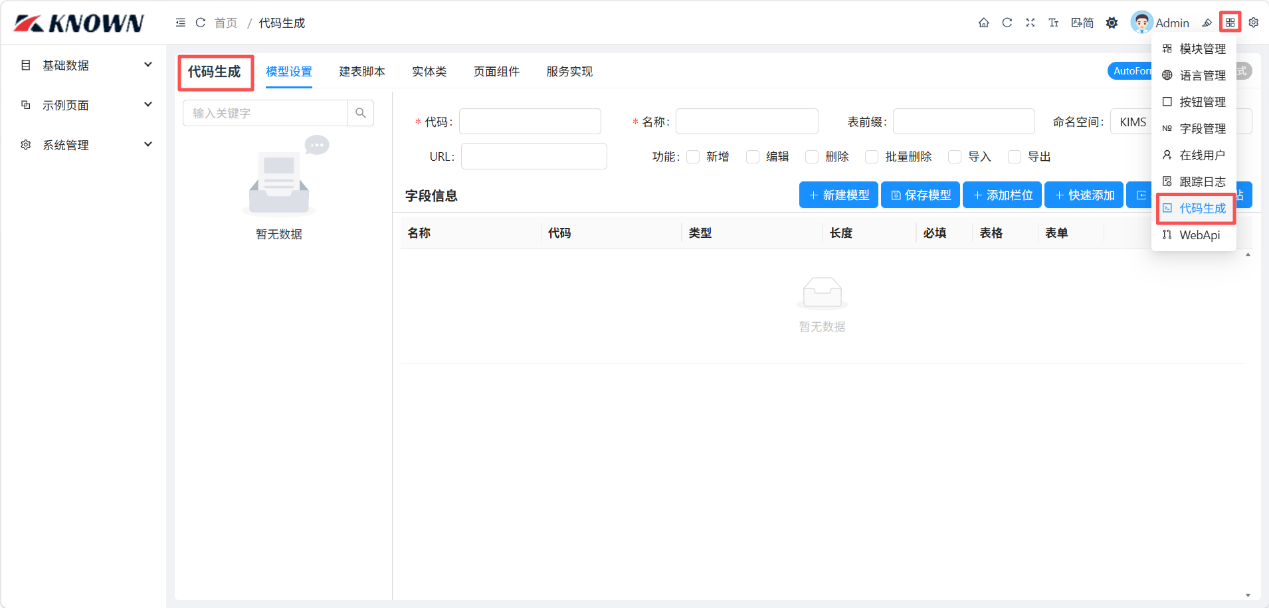 KNOWN
首页 / 代码生成
简
Admin
基础数据
示例页面
系统管理
代码生成 模型设置 建表脚本 实体类 页面组件 服务实现
输入关键字
暂无数据
* 代码: * 名称: 表前缀: 命名空间: KIMS
URL: 功能: 新增 编辑 删除 批量删除 导入 导出
字段信息 + 新建模型 保存模型 + 添加栏位 + 快速添加
名称 代码 类型 长度 必填 表格 表单
暂无数据
模块管理
语言管理
按钮管理
字段管理
在线用户
跟踪日志
代码生成
WebApi